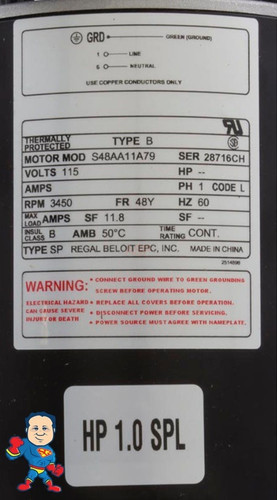 GRD GREEN (GROUND)
1 LINE
5 NEUTRAL
USE COPPER CONDUCTORS ONLY
THERMALLY PROTECTED TYPE B
MOTOR MOD S48AA11A79 SER 28716CH
VOLTS 115 HP --
AMPS PH 1 CODE L
RPM 3450 FR 48Y HZ 60
MAX LOAD AMPS SF 11.8 SF --
INSUL CLASS B AMB 50°C TIME RATING CONT.
TYPE SP REGAL BELOIT EPC, INC. MADE IN CHINA
WARNING: • CONNECT GROUND WIRE TO GREEN GROUNDING
SCREW BEFORE OPERATING MOTOR.
ELECTRICAL HAZARD • REPLACE ALL COVERS BEFORE OPERATION.
CAN CAUSE SEVERE • DISCONNECT POWER BEFORE SERVICING.
INJURY OR DEATH • POWER SOURCE MUST AGREE WITH NAMEPLATE.
HP 1.0 SPL